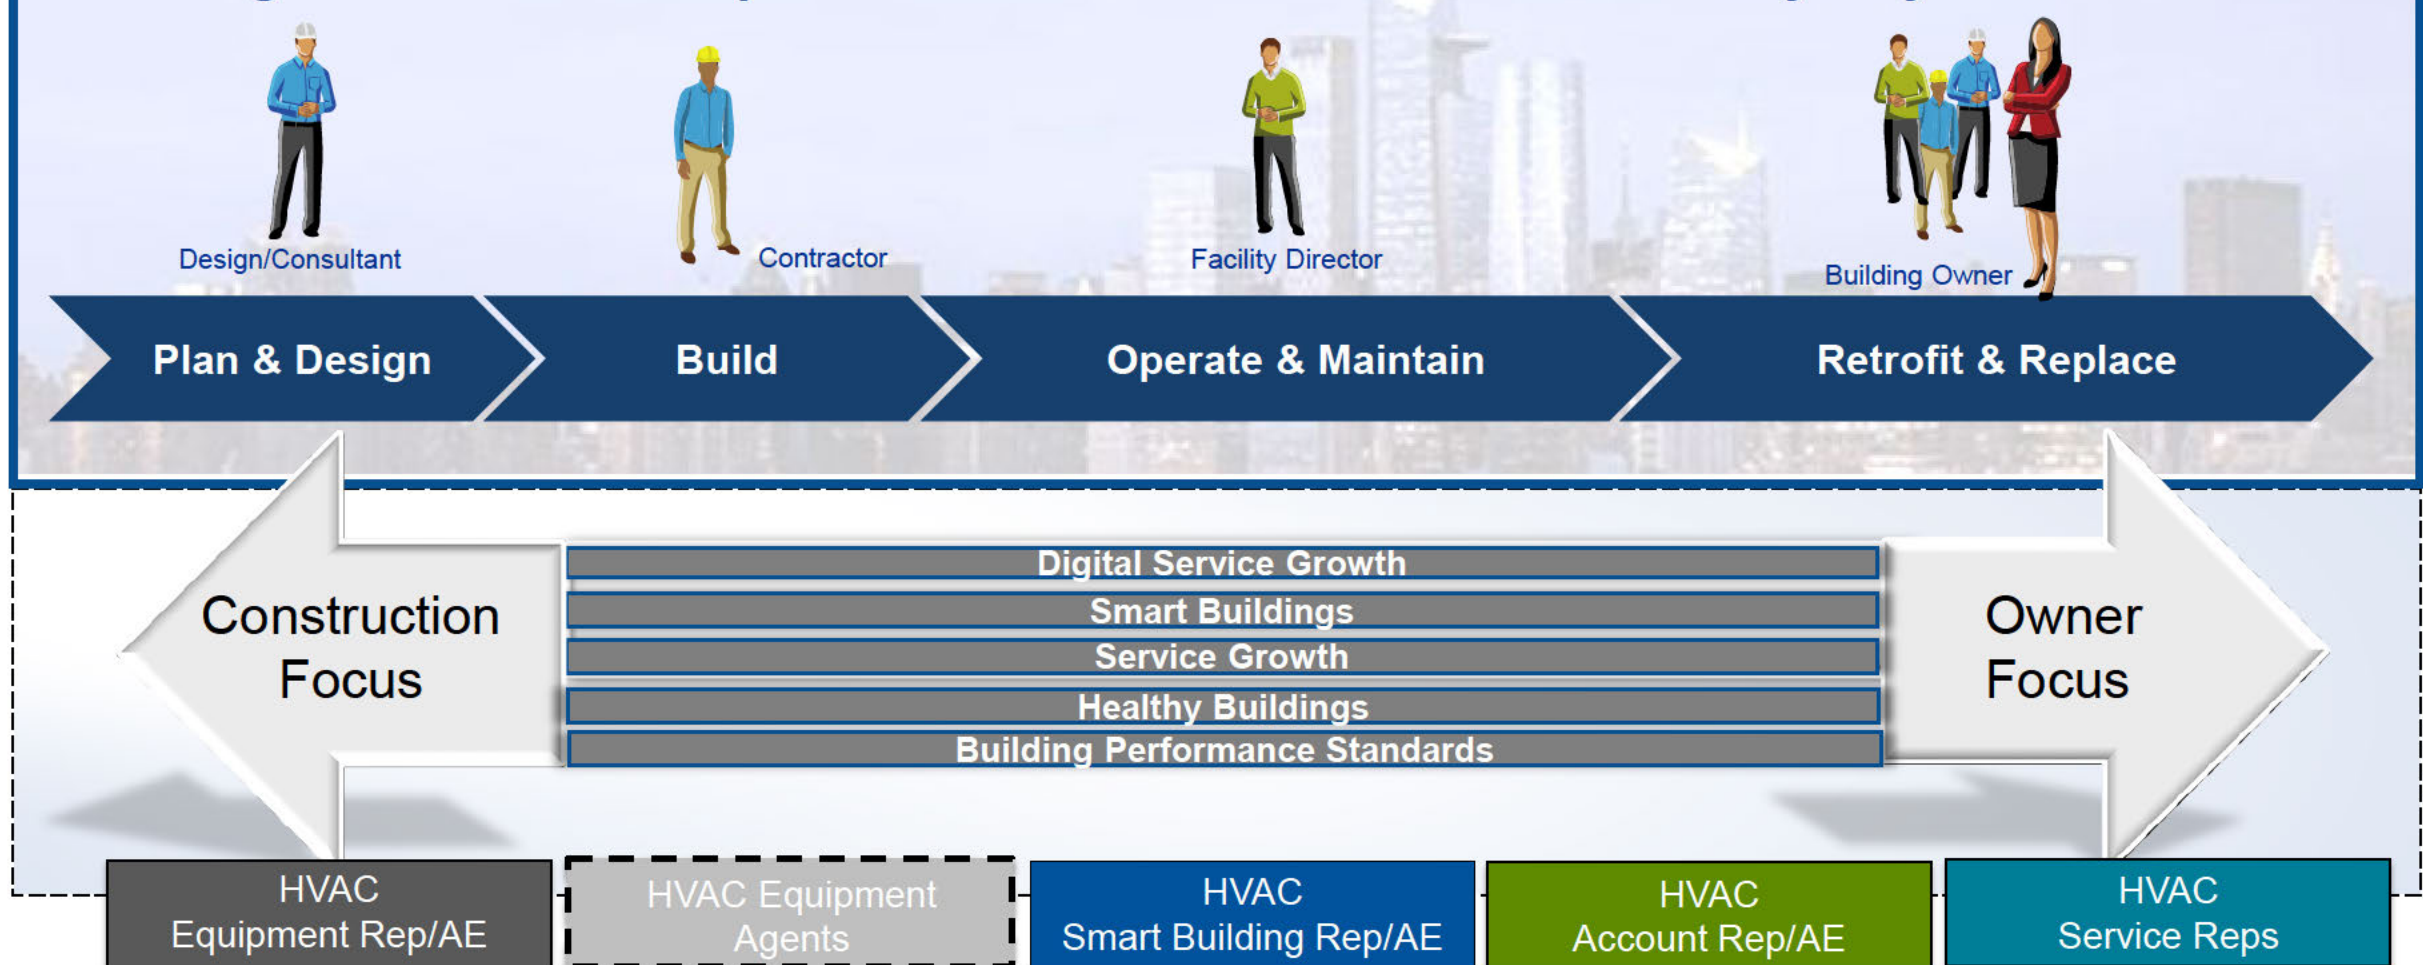 Design/Consultant
Contractor
Facility Director
Building Owner
Plan & Design
Build
Operate & Maintain
Retrofit & Replace
Construction
Focus
Digital Service Growth
Smart Buildings
Service Growth
Healthy Buildings
Building Performance Standards
Owner
Focus
HVAC
Equipment Rep/AE
HVAC Equipment
Agents
HVAC
Smart Building Rep/AE
HVAC
Account Rep/AE
HVAC
Service Reps